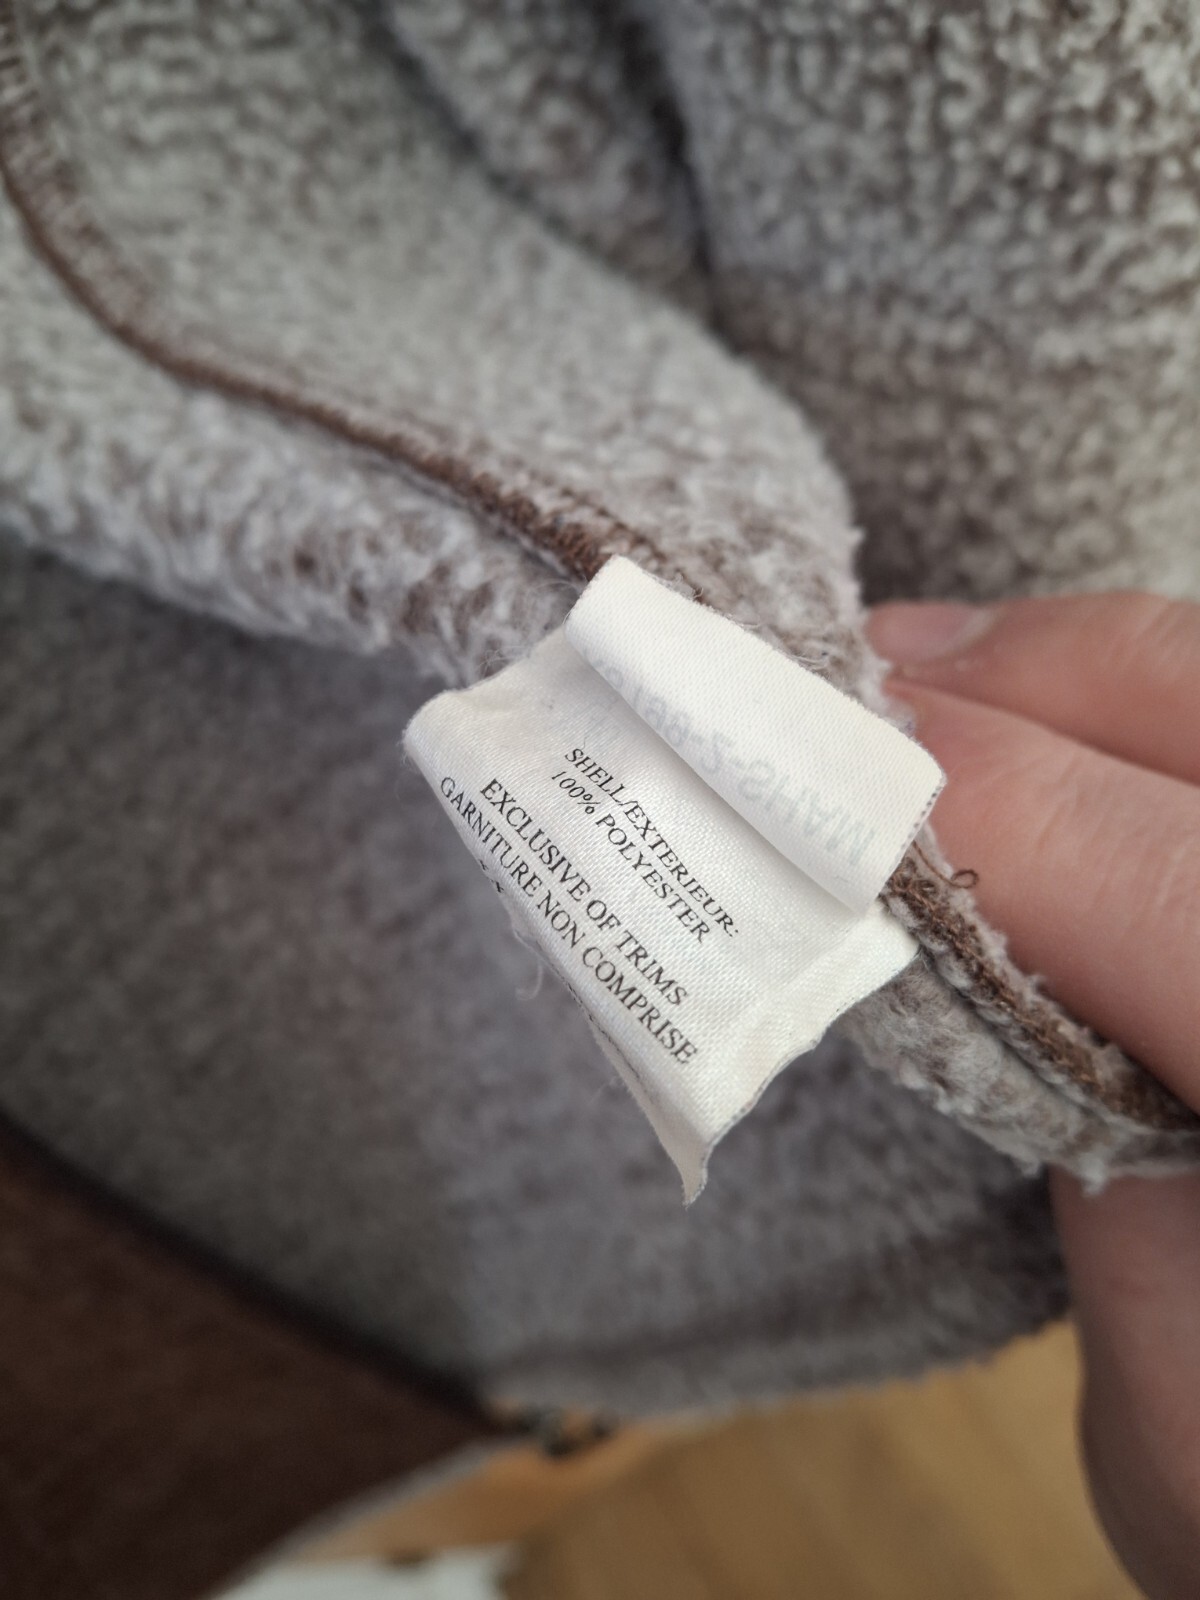 SHELL/EXTERIEUR:
100% POLYESTER
EXCLUSIVE OF TRIMS
GARNITURE NON COMPRISE